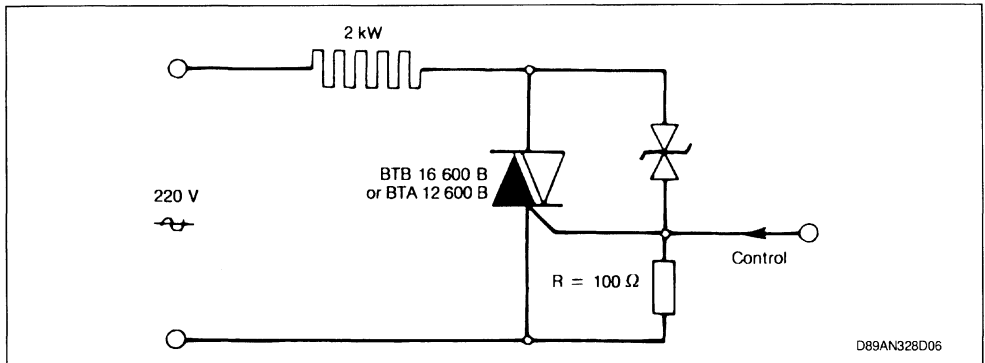 2 kW
BTB 16 600 B
or BTA 12 600 B
220 V
Control
R = 100 Ω
D89AN328D06